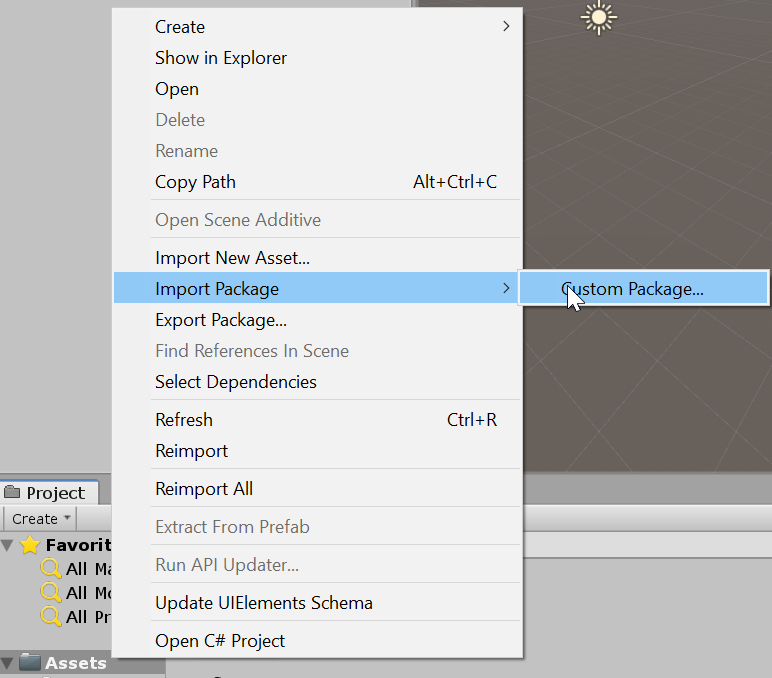 Create
Show in Explorer
Open
Delete
Rename
Copy Path Alt+Ctrl+C
Open Scene Additive
Import New Asset...
Import Package
Custom Package...
Export Package...
Find References In Scene
Select Dependencies
Refresh Ctrl+R
Reimport
Reimport All
Extract From Prefab
Run API Updater...
Update UIElements Schema
Open C# Project
Project
Create
Favorit
All Ma
All Mo
All Pr
Assets